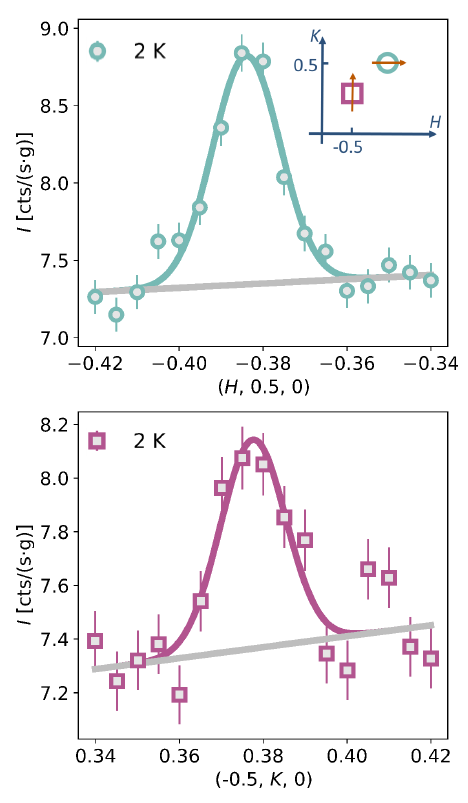 9.0
8.5
8.0
7.5
7.0
I [cts/(s·g)]
2 K
K
0.5
H
-0.5
−0.42 −0.40 −0.38 −0.36 −0.34
(H, 0.5, 0)
8.2
8.0
7.8
7.6
7.4
7.2
I [cts/(s·g)]
2 K
0.34 0.36 0.38 0.40 0.42
(-0.5, K, 0)